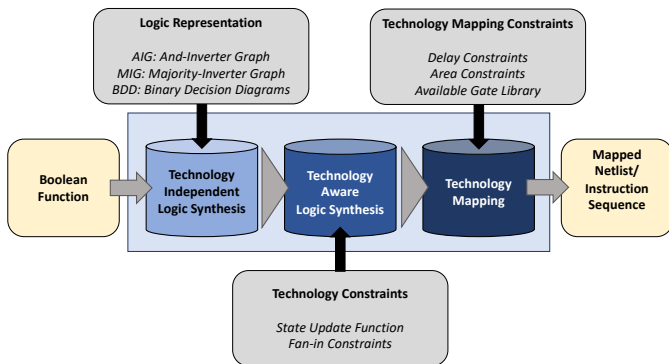 Logic Representation
AIG: And-Inverter Graph
MIG: Majority-Inverter Graph
BDD: Binary Decision Diagrams
Technology Mapping Constraints
Delay Constraints
Area Constraints
Available Gate Library
Boolean
Function
Technology
Independent
Logic Synthesis
Technology
Aware
Logic Synthesis
Technology
Mapping
Mapped
Netlist/
Instruction
Sequence
Technology Constraints
State Update Function
Fan-in Constraints